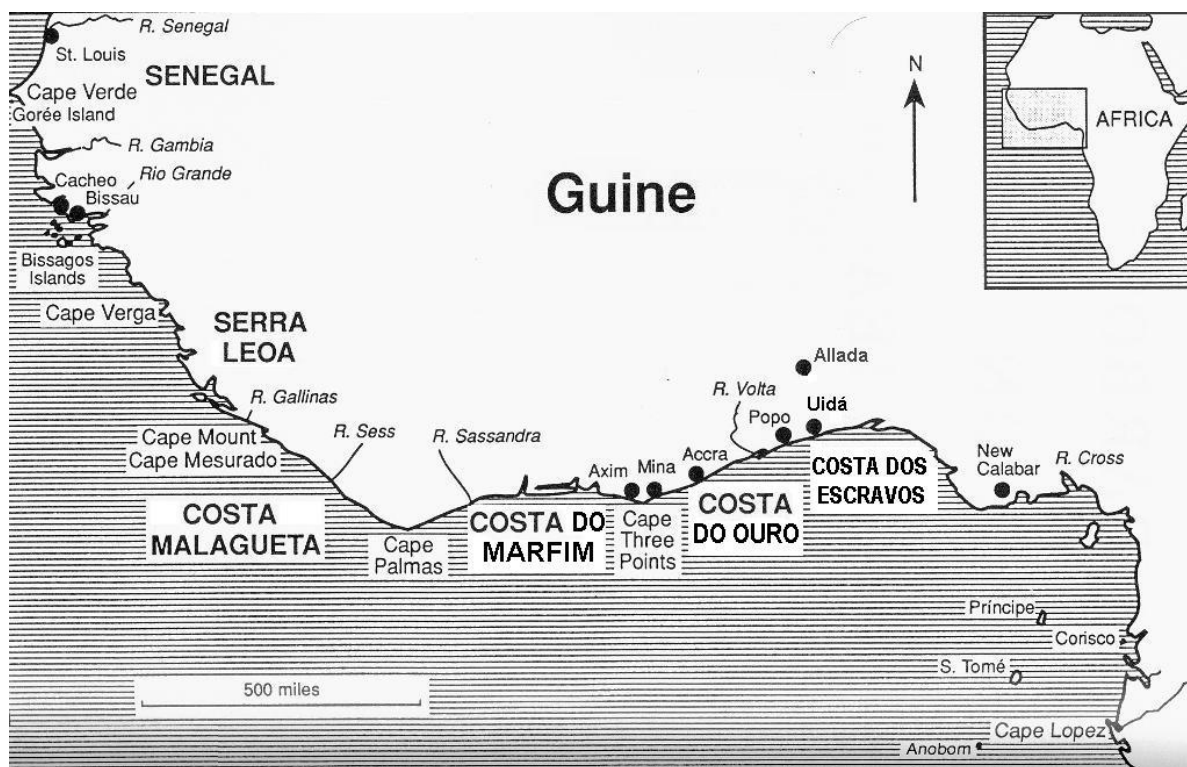 R. Senegal
St. Louis
SENEGAL
Cape Verde
Gorée Island
R. Gambia
Rio Grande
Cacheo
Bissau
Bissagos
Islands
Cape Verga
SERRA
LEOA
R. Gallinas
Cape Mount
Cape Mesurado
R. Sess
R. Sassandra
COSTA
MALAGUETA
Cape
Palmas
COSTA DO
MARFIM
Axim
Mina
Cape
Three
Points
Accra
COSTA
DO OURO
R. Volta
Popo
Allada
Uidá
COSTA DOS
ESCRAVOS
New
Calabar
R. Cross
Guine
N
AFRICA
Príncipe
Corisco
S. Tomé
Cape Lopez
Anobom
500 miles